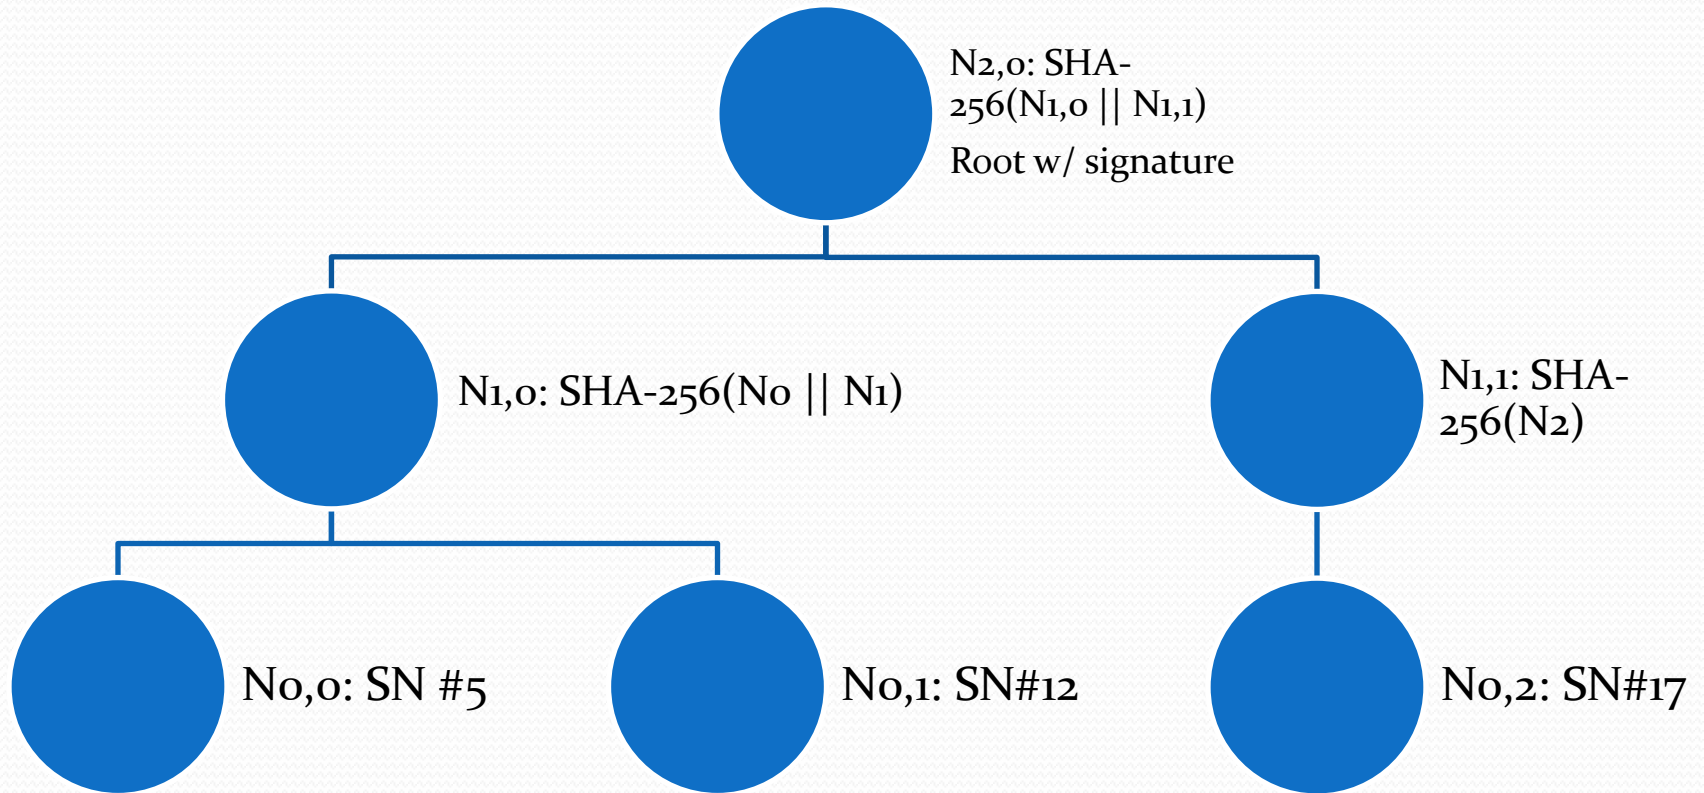 N2,0: SHA-
256(N1,0 || N1,1)
Root w/ signature
N1,0: SHA-256(N0 || N1)
N1,1: SHA-
256(N2)
N0,0: SN #5
N0,1: SN#12
N0,2: SN#17